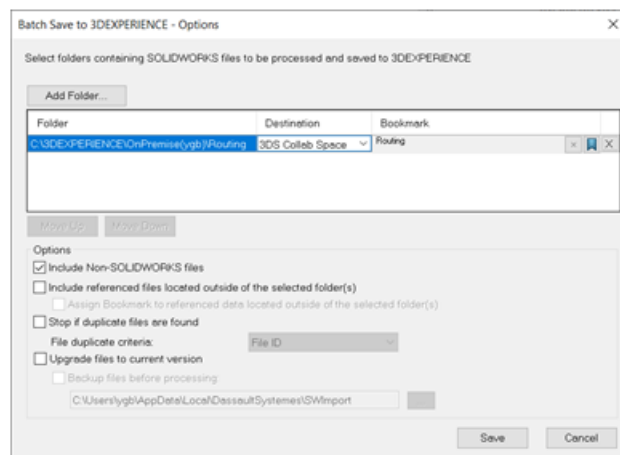 Batch Save to 3DEXPERIENCE - Options
Select folders containing SOLIDWORKS files to be processed and saved to 3DEXPERIENCE
Add Folder...
Folder Destination Bookmark
C:\3DEXPERIENCE\OnPremise(ygb)\Routing 3DS Collab Space Routing
Move Up Move Down
Options
Include Non-SOLIDWORKS files
Include referenced files located outside of the selected folder(s)
Assign Bookmark to referenced data located outside of the selected folder(s)
Stop if duplicate files are found
File duplicate criteria: File ID
Upgrade files to current version
Backup files before processing:
C:\Users\ygb\AppData\Local\DassaultSystemes\SWImport
Save Cancel